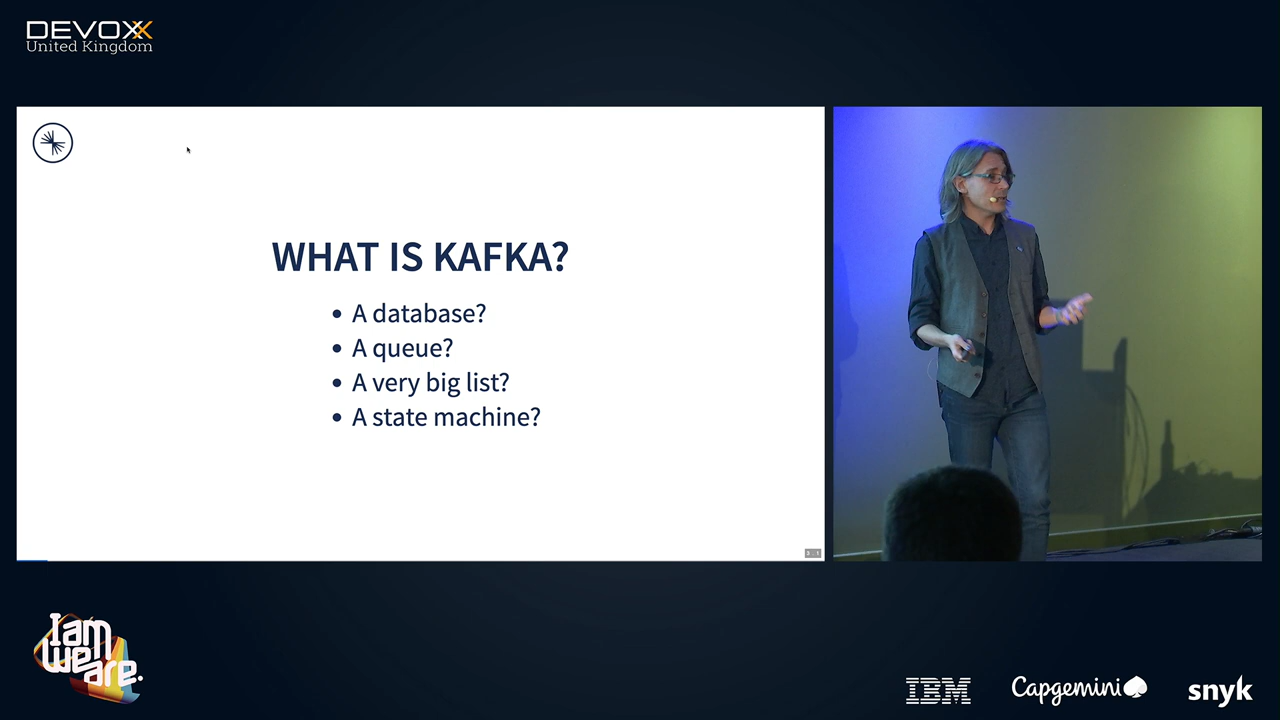 DEVOXX
United Kingdom
WHAT IS KAFKA?
• A database?
• A queue?
• A very big list?
• A state machine?
I am
we are.
IBM
Capgemini
snyk